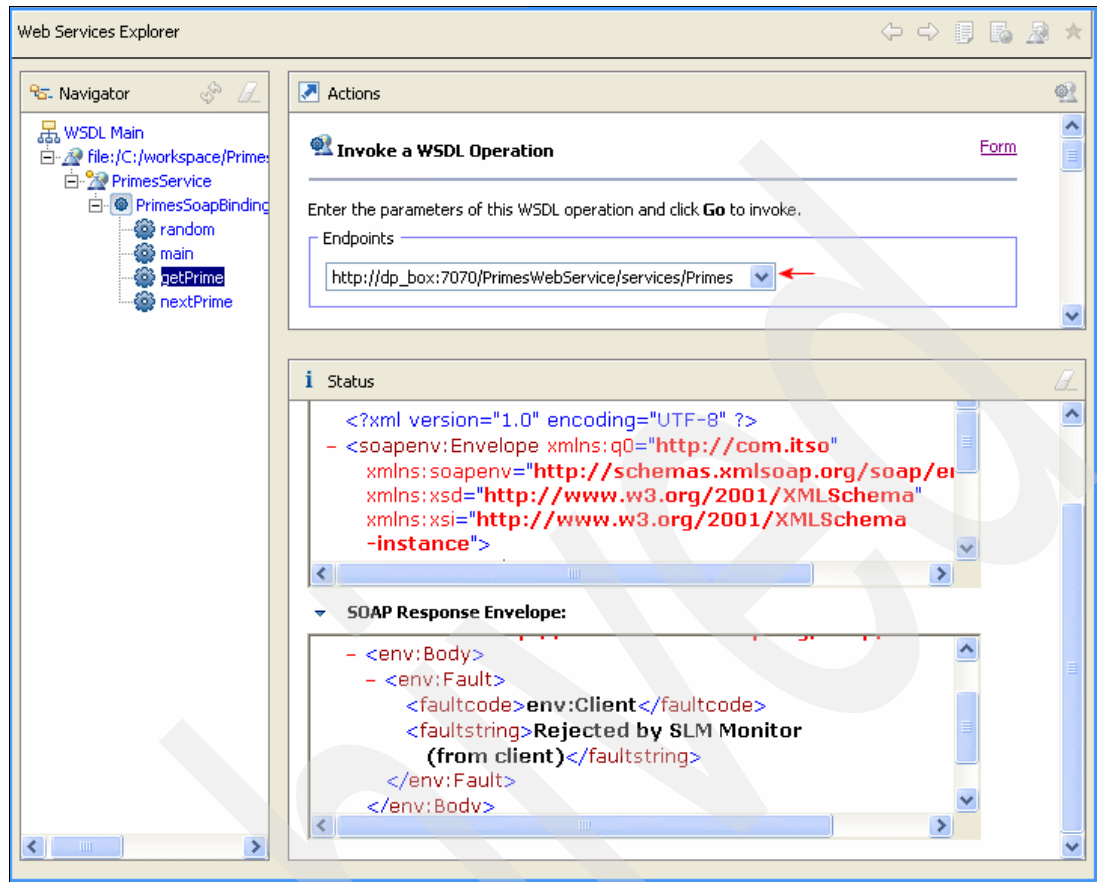 Web Services Explorer
Navigator
WSDL Main
file:/C:/workspace/Prime
PrimesService
PrimesSoapBinding
random
main
getPrime
nextPrime
Actions
Invoke a WSDL Operation
Form
Enter the parameters of this WSDL operation and click Go to invoke.
Endpoints
http://dp_box:7070/PrimesWebService/services/Primes
i Status
<?xml version="1.0" encoding="UTF-8" ?>
– <soapenv:Envelope xmlns:q0="http://com.itso"
xmlns:soapenv="http://schemas.xmlsoap.org/soap/e
xmlns:xsd="http://www.w3.org/2001/XMLSchema"
xmlns:xsi="http://www.w3.org/2001/XMLSchema
-instance">
SOAP Response Envelope:
– <env:Body>
– <env:Fault>
<faultcode>env:Client</faultcode>
<faultstring>Rejected by SLM Monitor
(from client)</faultstring>
</env:Fault>
</env:Body>